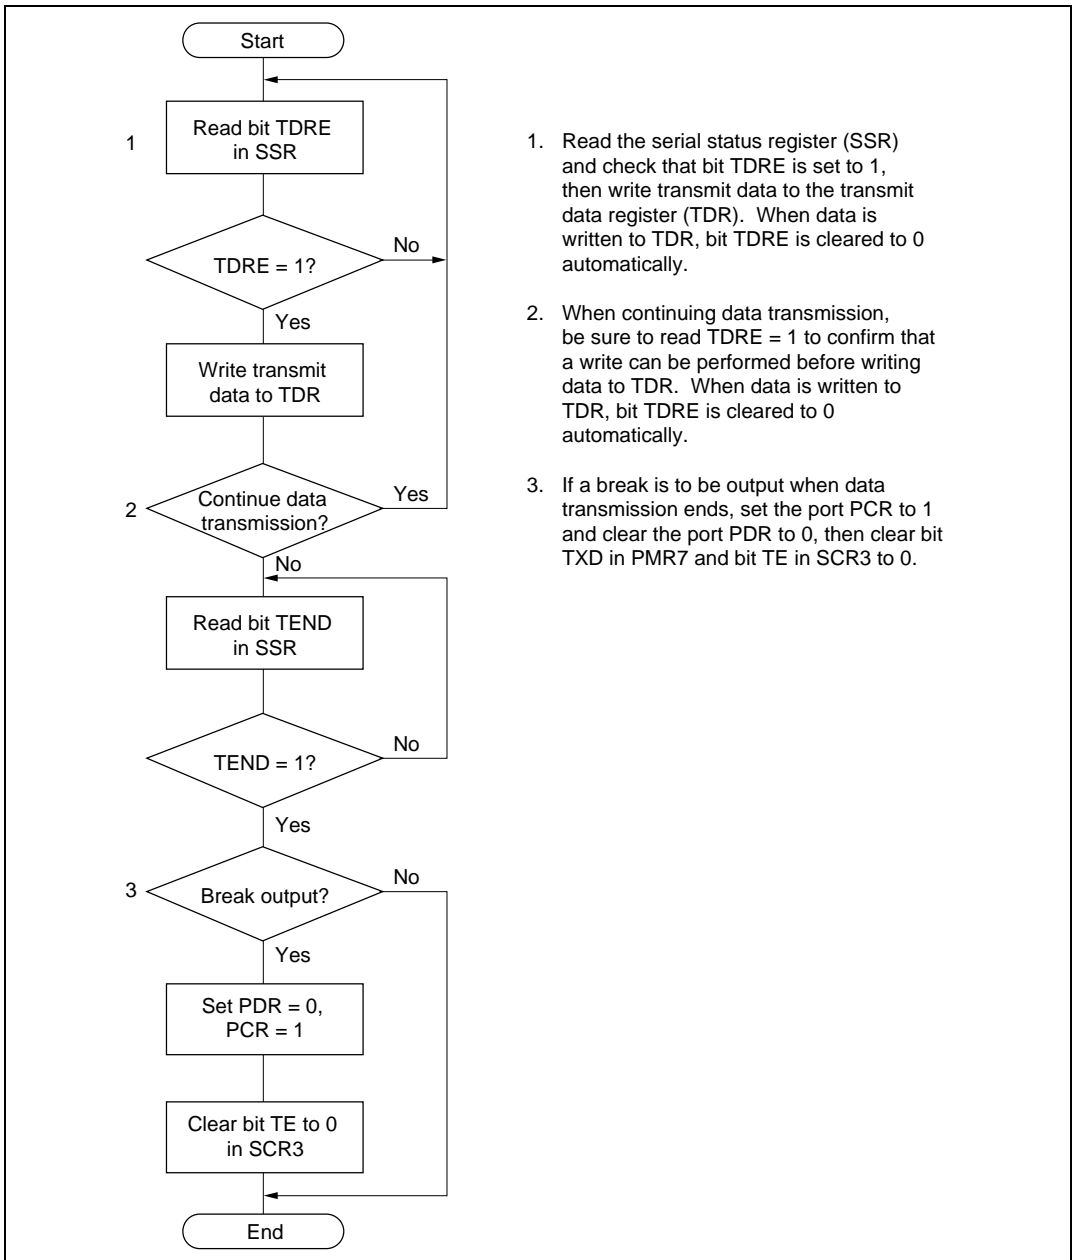 Start
1
Read bit TDRE
in SSR
TDRE = 1?
No
Yes
Write transmit
data to TDR
2
Continue data
transmission?
Yes
No
Read bit TEND
in SSR
TEND = 1?
No
Yes
3
Break output?
No
Yes
Set PDR = 0,
PCR = 1
Clear bit TE to 0
in SCR3
End
1. Read the serial status register (SSR)
and check that bit TDRE is set to 1,
then write transmit data to the transmit
data register (TDR). When data is
written to TDR, bit TDRE is cleared to 0
automatically.
2. When continuing data transmission,
be sure to read TDRE = 1 to confirm that
a write can be performed before writing
data to TDR. When data is written to
TDR, bit TDRE is cleared to 0
automatically.
3. If a break is to be output when data
transmission ends, set the port PCR to 1
and clear the port PDR to 0, then clear bit
TXD in PMR7 and bit TE in SCR3 to 0.